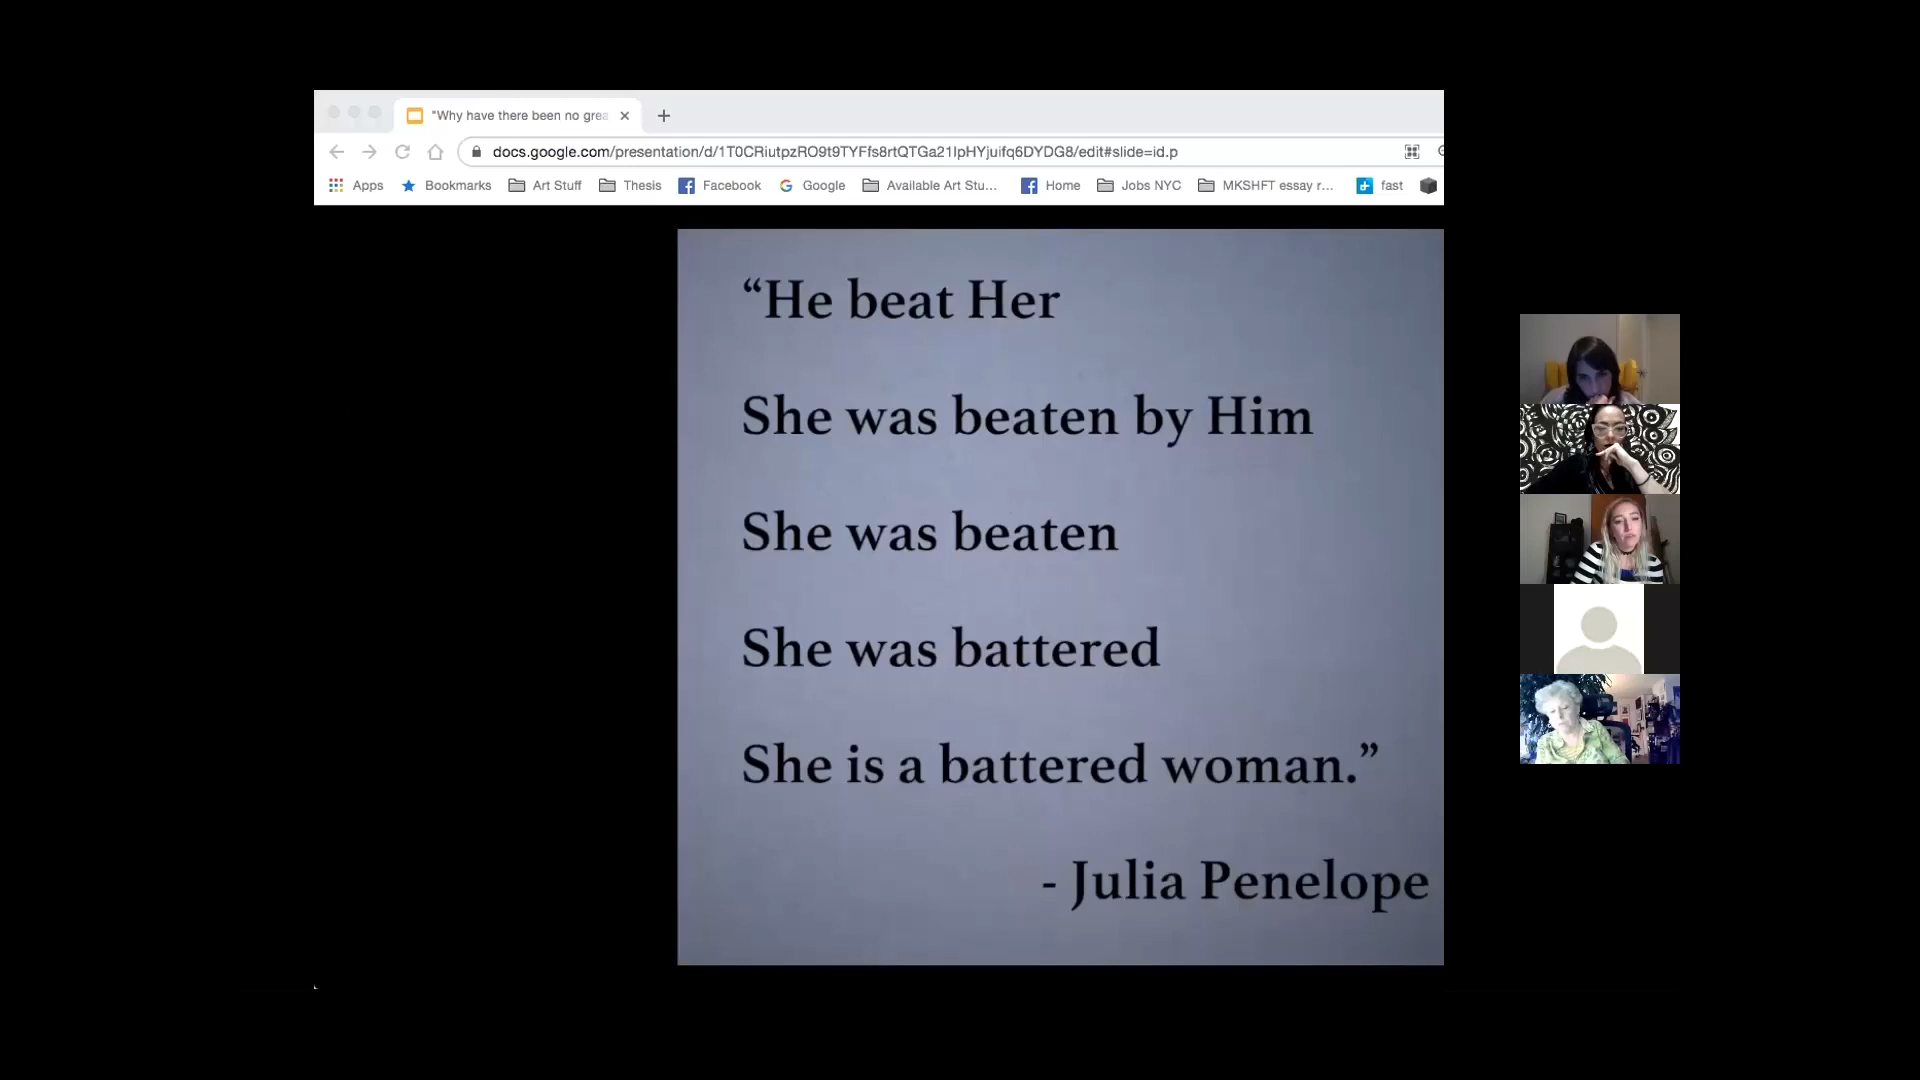 "Why have there been no grea
docs.google.com/presentation/d/1T0CRiutpzRO9t9TYFfs8rtQTGa21IpHYjuifq6DYDG8/edit#slide=id.p
Apps Bookmarks Art Stuff Thesis Facebook Google Available Art Stu... Home Jobs NYC MKSHFT essay r... fast
“He beat Her
She was beaten by Him
She was beaten
She was battered
She is a battered woman.”
- Julia Penelope